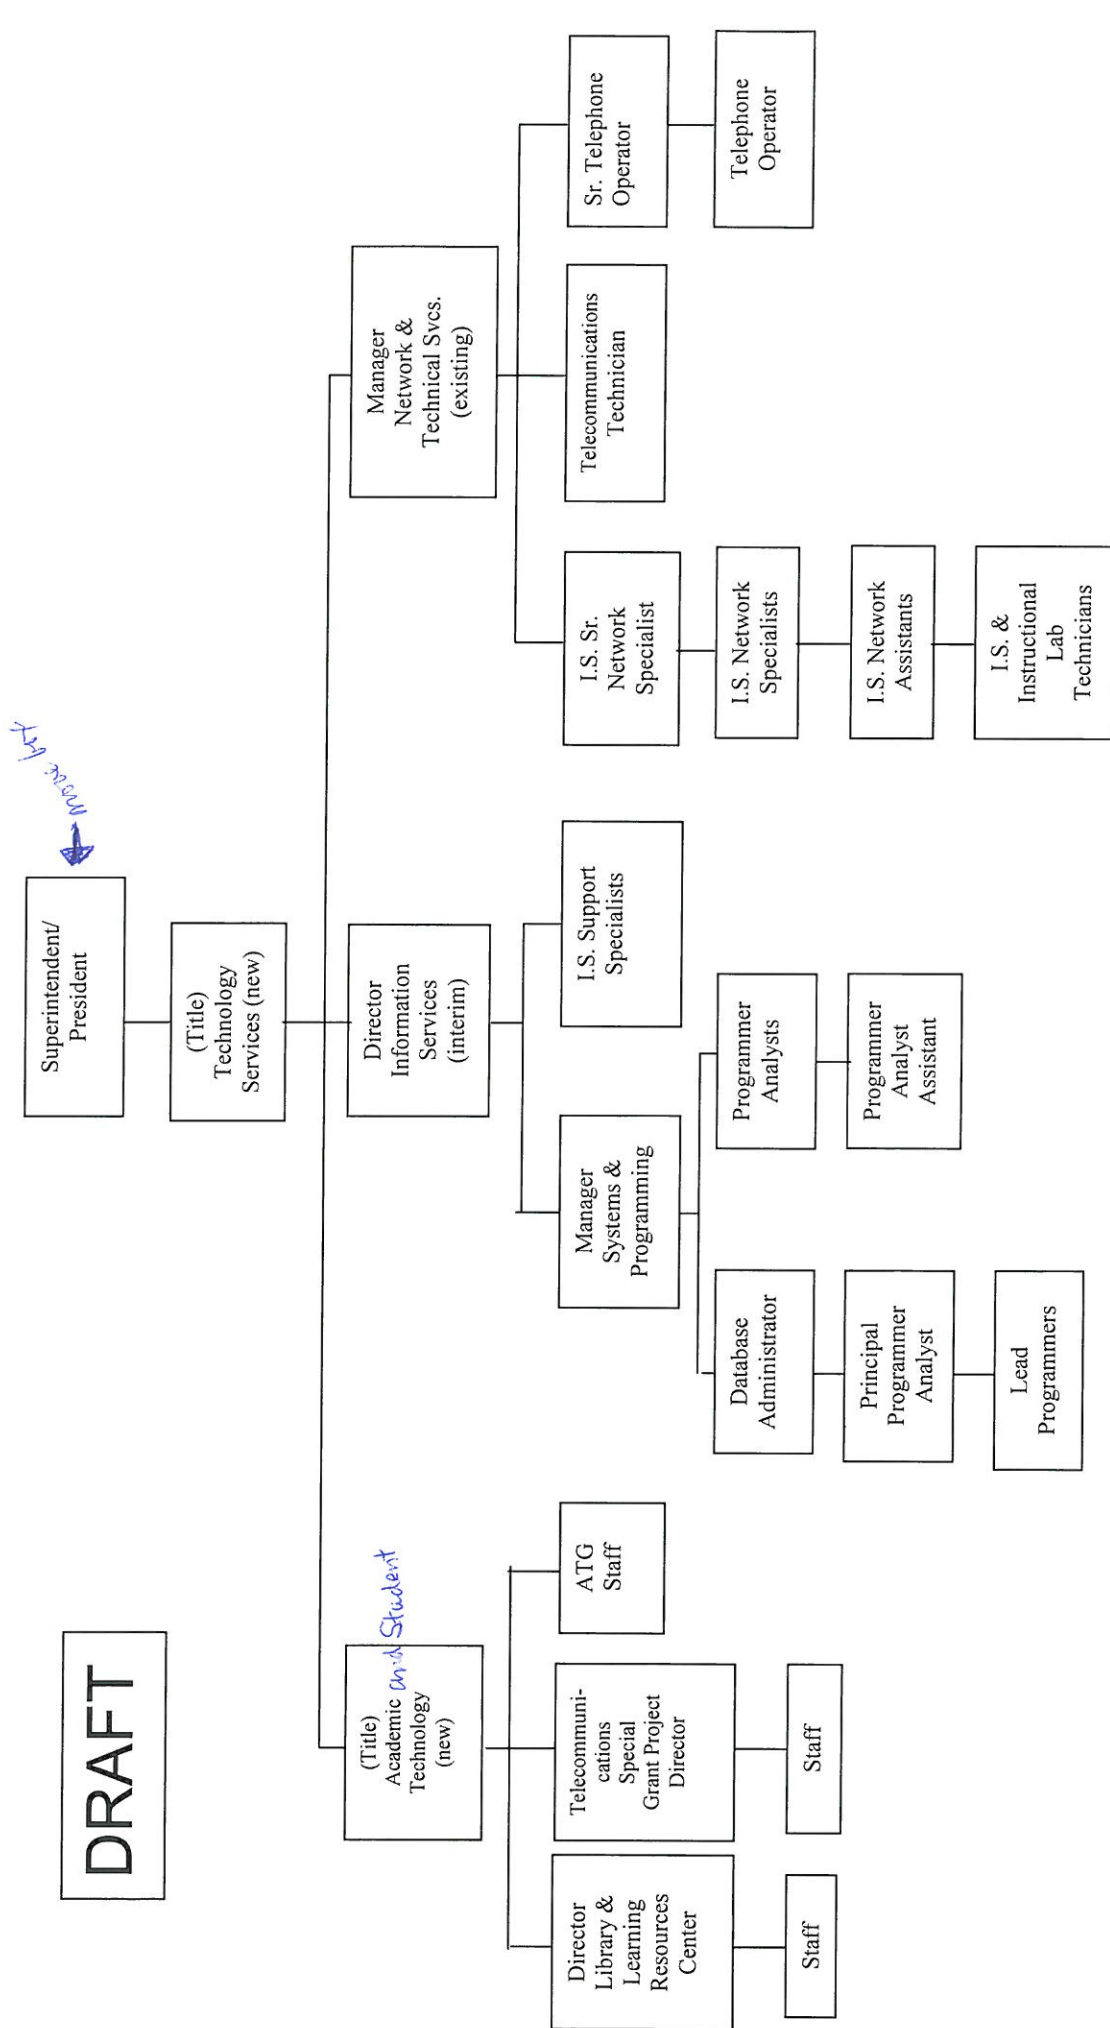 DRAFT
Superintendent/
President
move box
(Title)
Technology
Services (new)
(Title)
Academic and Student
Technology
(new)
Director
Information
Services
(interim)
Manager
Network &
Technical Svcs.
(existing)
Director
Library &
Learning
Resources
Center
Telecommuni-
cations
Special
Grant Project
Director
ATG
Staff
Manager
Systems &
Programming
I.S. Support
Specialists
I.S. Sr.
Network
Specialist
Telecommunications
Technician
Sr. Telephone
Operator
Staff
Staff
Database
Administrator
Programmer
Analysts
I.S. Network
Specialists
Telephone
Operator
Principal
Programmer
Analyst
Programmer
Analyst
Assistant
I.S. Network
Assistants
Lead
Programmers
I.S. &
Instructional
Lab
Technicians